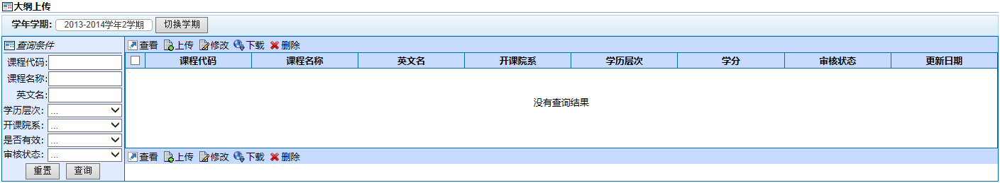 大纲上传
学年学期: 2013-2014学年2学期 切换学期
查询条件
课程代码:
课程名称:
英文名:
学历层次: ...
开课院系: ...
是否有效: ...
审核状态: ...
重置 查询
查看 上传 修改 下载 删除
课程代码 课程名称 英文名 开课院系 学历层次 学分 审核状态 更新日期
没有查询结果
查看 上传 修改 下载 删除